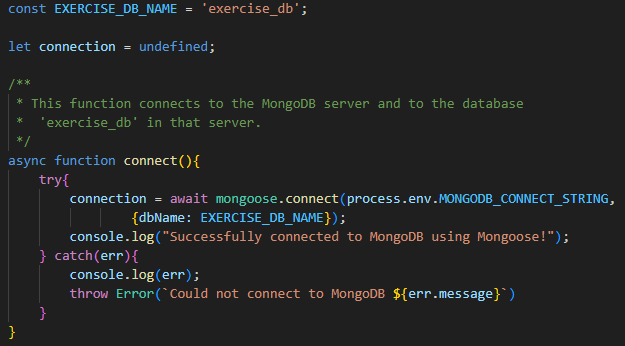 const EXERCISE_DB_NAME = 'exercise_db';
let connection = undefined;
/**
 * This function connects to the MongoDB server and to the database
 *  'exercise_db' in that server.
 */
async function connect(){
    try{
        connection = await mongoose.connect(process.env.MONGODB_CONNECT_STRING,
                {dbName: EXERCISE_DB_NAME});
        console.log("Successfully connected to MongoDB using Mongoose!");
    } catch(err){
        console.log(err);
        throw Error(`Could not connect to MongoDB ${err.message}`)
    }
}